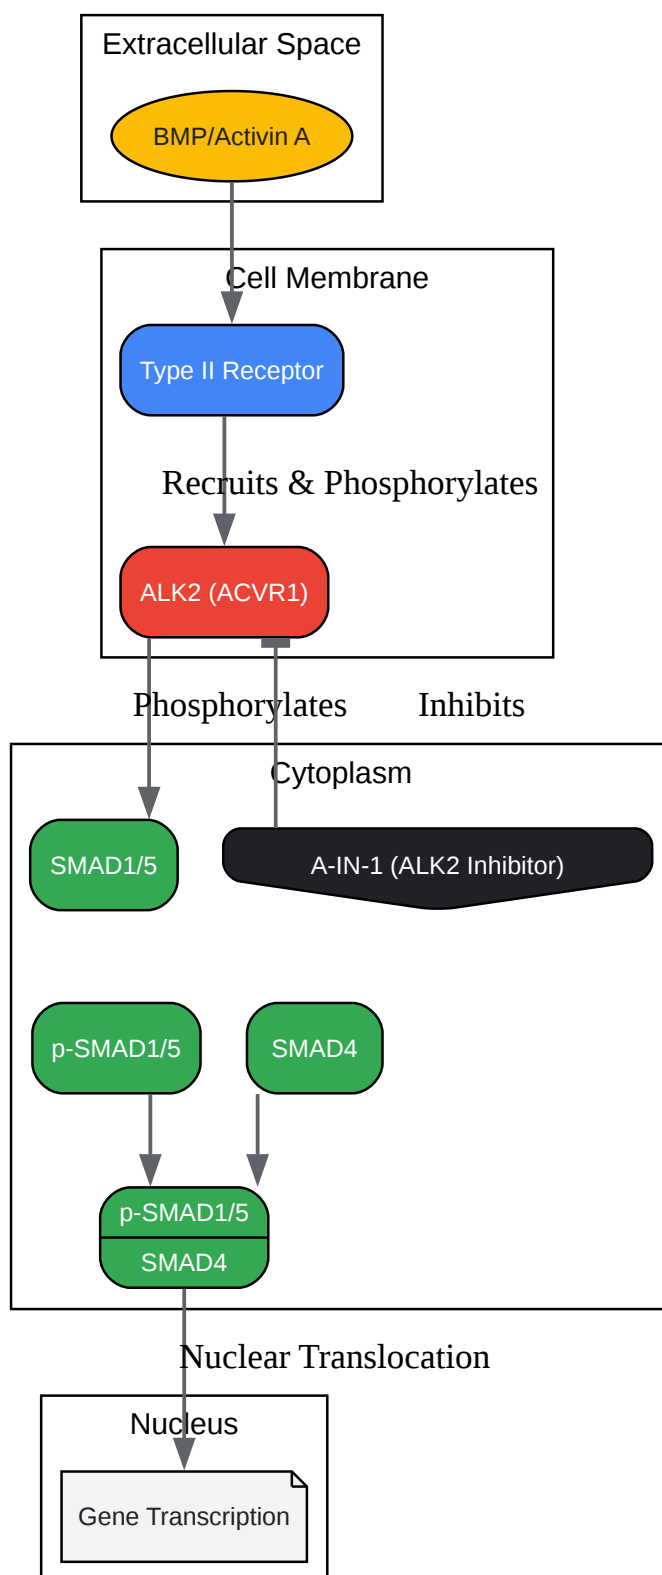 Extracellular Space
BMP/Activin A
Cell Membrane
Type II Receptor
Recruits & Phosphorylates
ALK2 (ACVR1)
Phosphorylates
Inhibits
Cytoplasm
SMAD1/5
A-IN-1 (ALK2 Inhibitor)
p-SMAD1/5
SMAD4
p-SMAD1/5
SMAD4
Nuclear Translocation
Nucleus
Gene Transcription